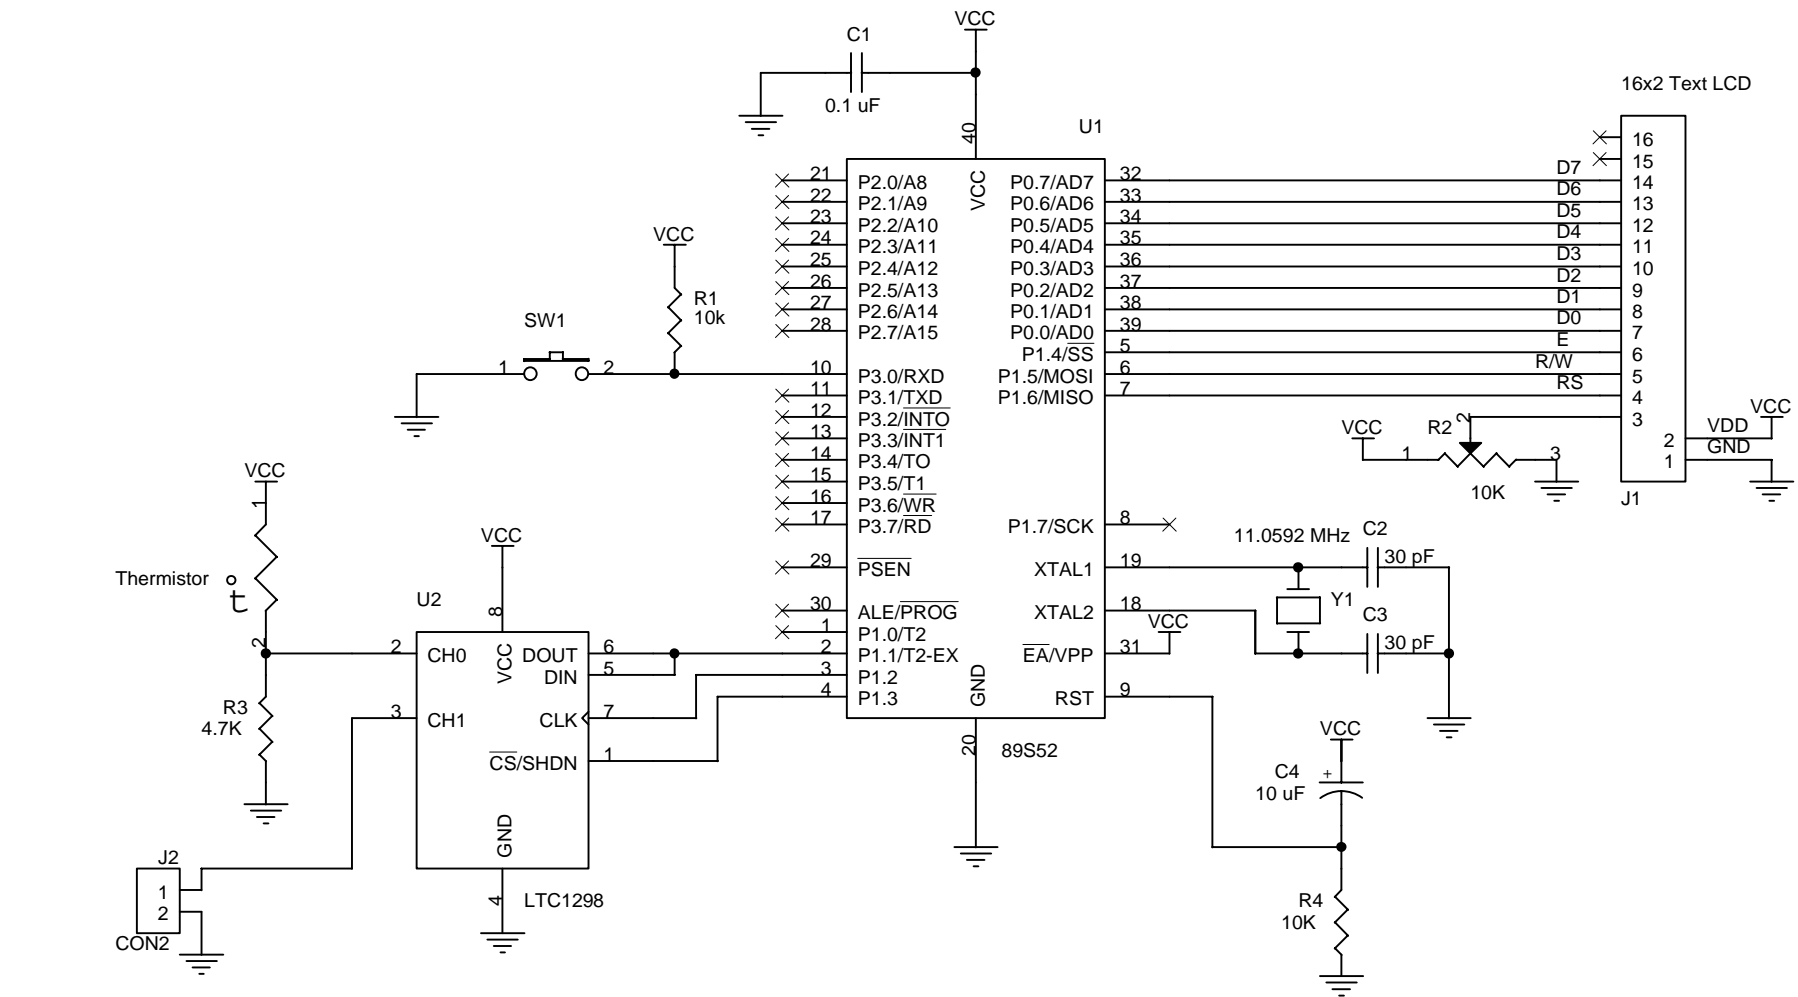 VCC
C1
0.1 uF
16x2 Text LCD
U1
40
VCC
21 P2.0/A8
22 P2.1/A9
23 P2.2/A10
24 P2.3/A11
25 P2.4/A12
26 P2.5/A13
27 P2.6/A14
28 P2.7/A15
10 P3.0/RXD
11 P3.1/TXD
12 P3.2/INTO
13 P3.3/INT1
14 P3.4/TO
15 P3.5/T1
16 P3.6/WR
17 P3.7/RD
29 PSEN
30 ALE/PROG
1 P1.0/T2
2 P1.1/T2-EX
3 P1.2
4 P1.3
P0.7/AD7 32
P0.6/AD6 33
P0.5/AD5 34
P0.4/AD4 35
P0.3/AD3 36
P0.2/AD2 37
P0.1/AD1 38
P0.0/AD0 39
P1.4/SS 5
P1.5/MOSI 6
P1.6/MISO 7
P1.7/SCK 8
XTAL1 19
XTAL2 18
EA/VPP 31
RST 9
GND
20
89S52
16
15
D7 14
D6 13
D5 12
D4 11
D3 10
D2 9
D1 8
D0 7
E 6
R/W 5
RS 4
3
2 VDD VCC
1 GND
J1
VCC
1 R2 2 3
10K
VCC
R1
10k
SW1
1 2
VCC
1
Thermistor
t
2
R3
4.7K
VCC
U2
8
VCC
2 CH0
3 CH1
DOUT 6
DIN 5
CLK 7
CS/SHDN 1
GND
4
LTC1298
J2
1
2
CON2
11.0592 MHz
C2
30 pF
Y1
C3
30 pF
VCC
VCC
C4
+
10 uF
R4
10K